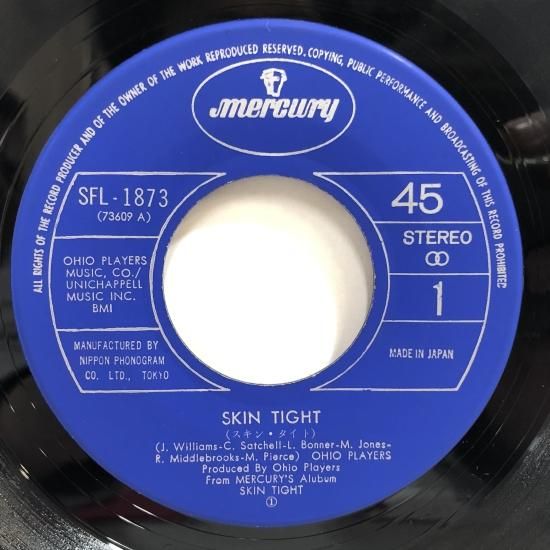 ALL RIGHTS OF THE RECORD PRODUCER AND OF THE OWNER OF THE WORK REPRODUCED RESERVED. COPYING, PUBLIC PERFORMANCE AND BROADCASTING OF THIS RECORD PROHIBITED
mercury
SFL-1873
(73609 A)
45
STEREO
1
OHIO PLAYERS
MUSIC, CO./
UNICHAPPELL
MUSIC INC.
BMI
MANUFACTURED BY
NIPPON PHONOGRAM
CO. LTD., TOKYO
MADE IN JAPAN
SKIN TIGHT
(スキン・タイト)
(J. Williams-C. Satchell-L. Bonner-M. Jones-
R. Middlebrooks-M. Pierce) OHIO PLAYERS
Produced By Ohio Players
From MERCURY'S Alubum
SKIN TIGHT
①